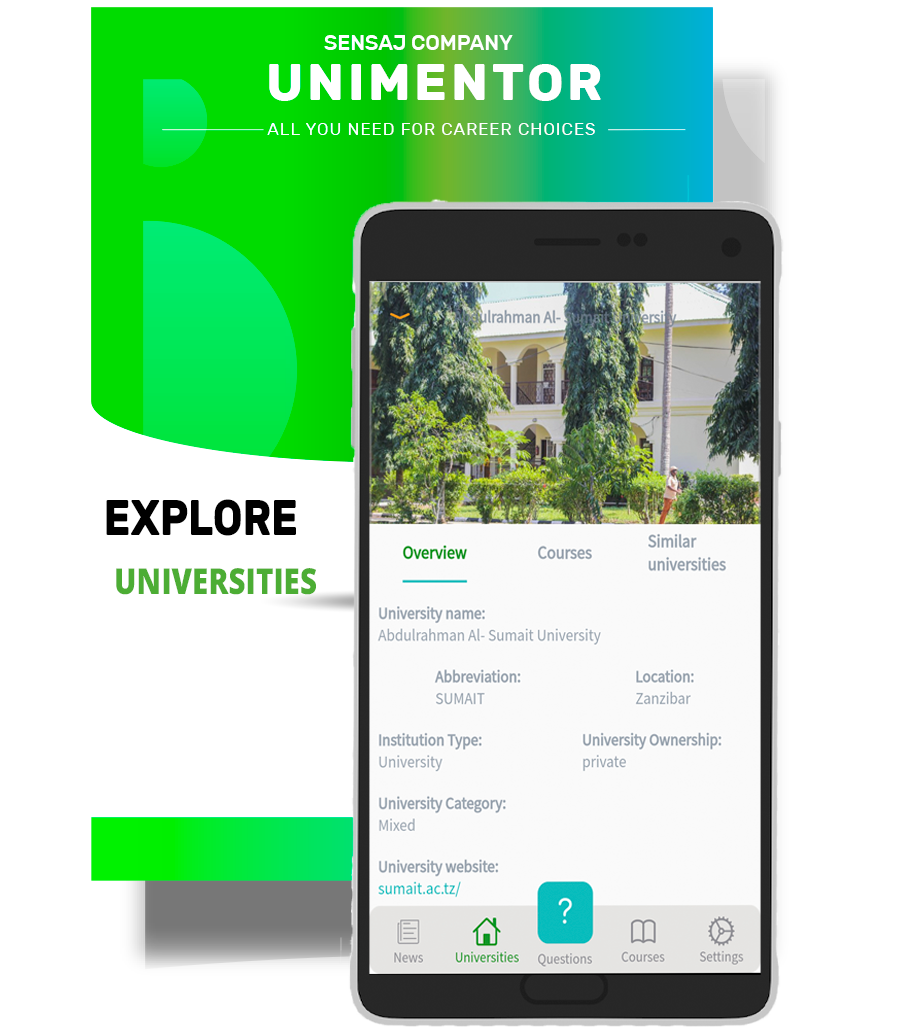 SENSAJ COMPANY
UNIMENTOR
ALL YOU NEED FOR CAREER CHOICES
EXPLORE
UNIVERSITIES
Abdulrahman Al- Sumait University
Overview
Courses
Similar
universities
University name:
Abdulrahman Al- Sumait University
Abbreviation:
Location:
SUMAIT
Zanzibar
Institution Type:
University Ownership:
University
private
University Category:
Mixed
University website:
sumait.ac.tz/
?
News
Universities
Questions
Courses
Settings